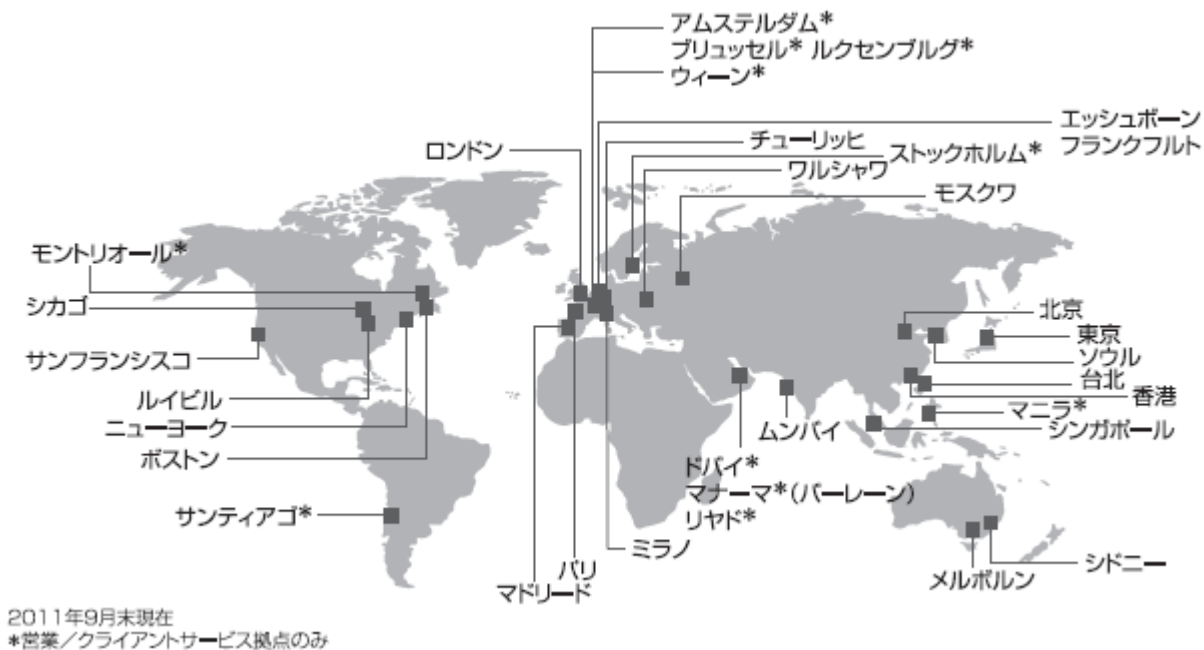 アムステルダム*
ブリュッセル* ルクセンブルグ*
ウィーン*
エッシュボーン
フランクフルト
チューリッヒ
ストックホルム*
ロンドン
ワルシャワ
モスクワ
モントリオール*
シカゴ
サンフランシスコ
ルイビル
ニューヨーク
ボストン
サンティアゴ*
北京
東京
ソウル
台北
香港
マニラ*
シンガポール
ムンバイ
ドバイ*
マナーマ*(バーレーン)
リヤド*
ミラノ
パリ
マドリード
メルボルン
シドニー
2011年9月末現在
*営業/クライアントサービス拠点のみ